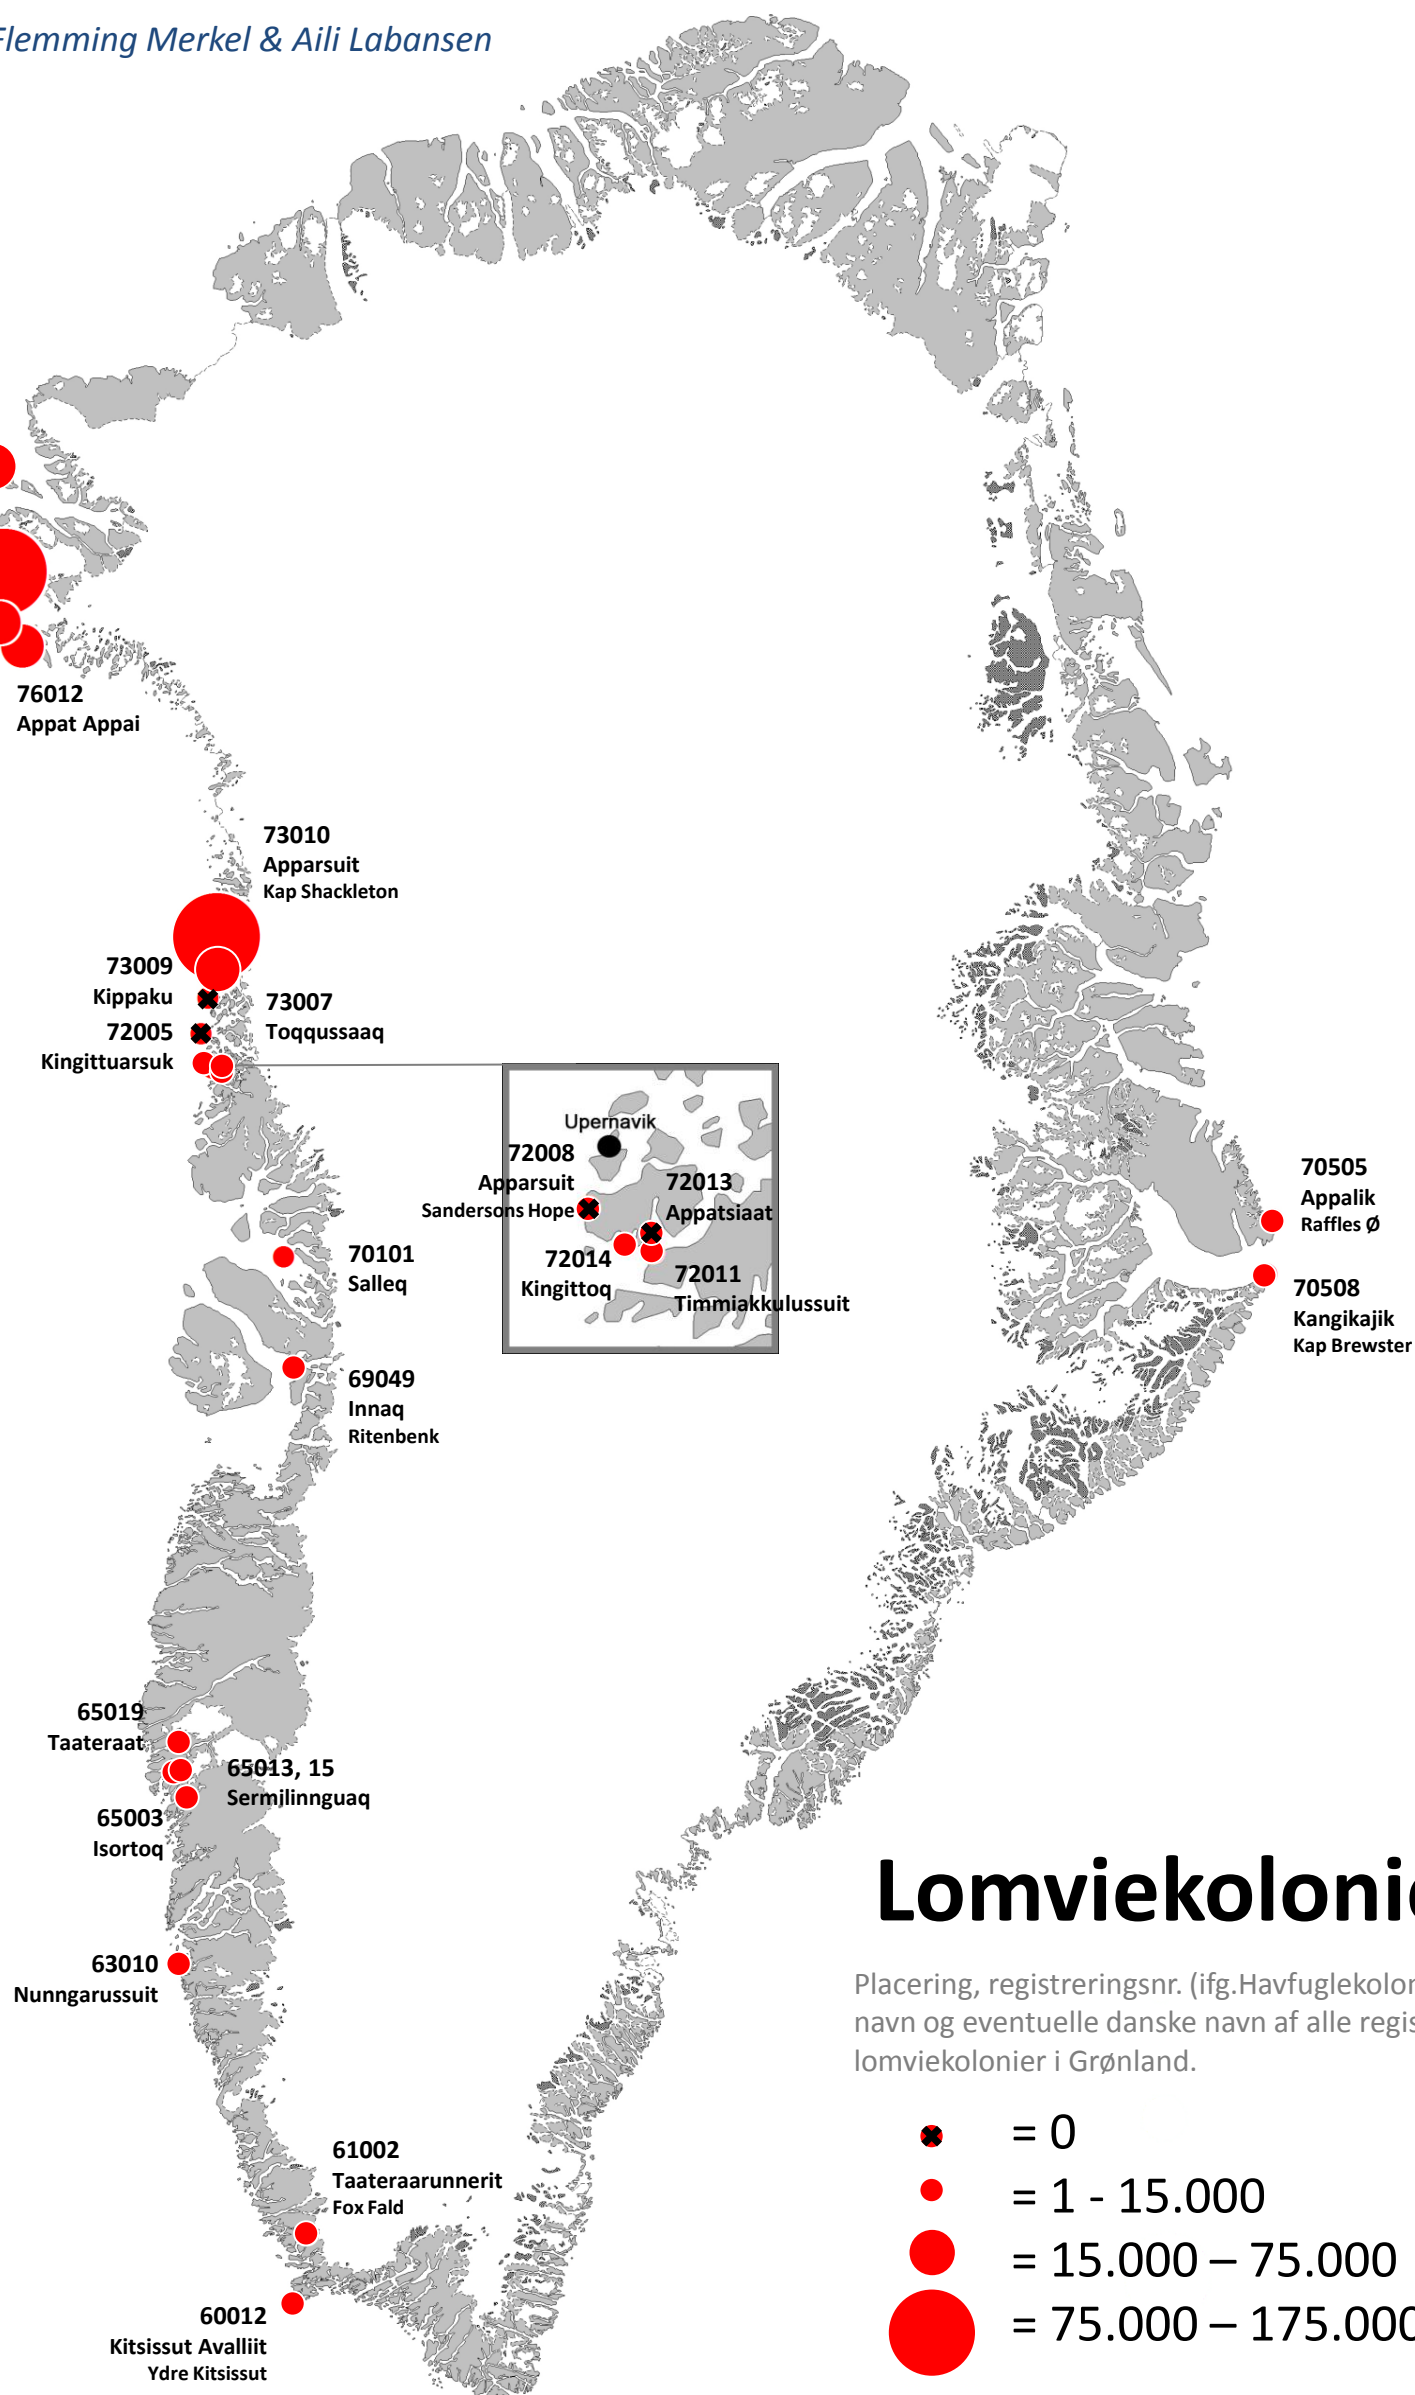 Flemming Merkel & Aili Labansen
76012
Appat Appai
73010
Apparsuit
Kap Shackleton
73009
Kippaku
73007
Toqqussaaq
72005
Kingittuarsuk
Upernavik
72008
Apparsuit
Sandersons Hope
72013
Appatsiaat
72014
Kingittoq
72011
Timmiakkulussuit
70505
Appalik
Raffles Ø
70508
Kangikajik
Kap Brewster
70101
Salleq
69049
Innaq
Ritenbenk
65019
Taateraat
65013, 15
Sermilinnguaq
65003
Isortoq
63010
Nunngarussuit
61002
Taateraarunnerit
Fox Fald
60012
Kitsissut Avalliit
Ydre Kitsissut
Lomviekolonie
Placering, registreringsnr. (ifg.Havfuglekolon
navn og eventuelle danske navn af alle regis
lomviekolonier i Grønland.
= 0
= 1 - 15.000
= 15.000 – 75.000
= 75.000 – 175.000